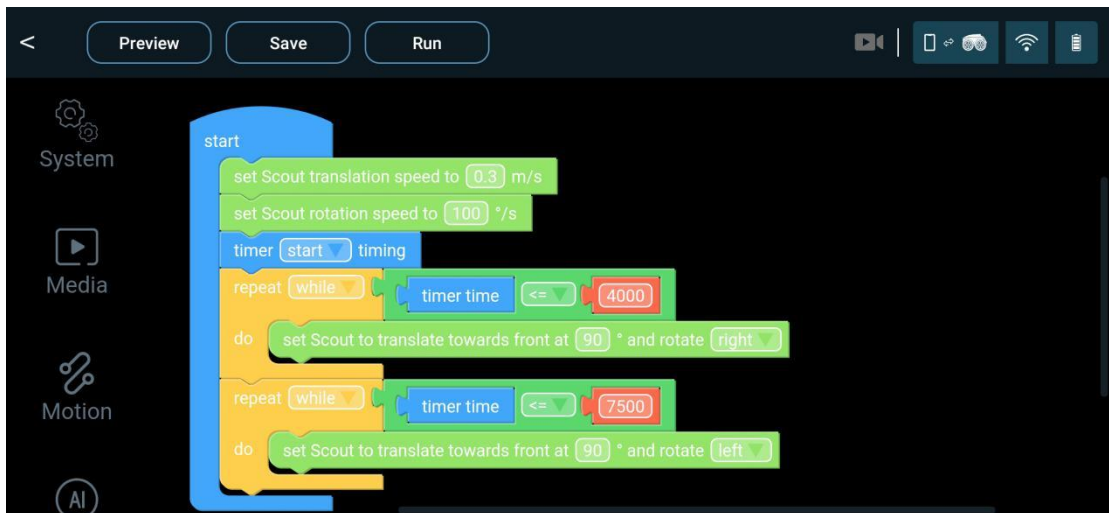 < Preview Save Run
System
Media
Motion
AI
start
set Scout translation speed to 0.3 m/s
set Scout rotation speed to 100 °/s
timer start timing
repeat while timer time <= 4000
do set Scout to translate towards front at 90 ° and rotate right
repeat while timer time <= 7500
do set Scout to translate towards front at 90 ° and rotate left